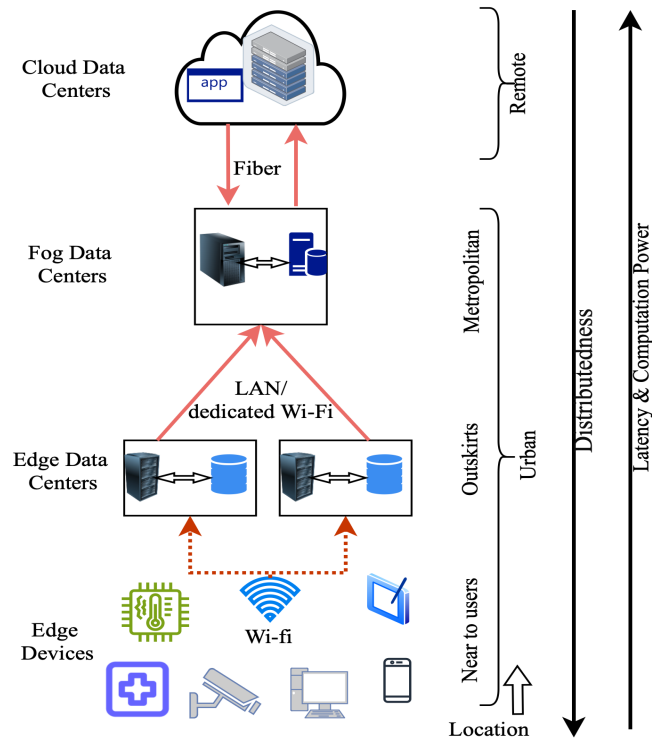 Cloud Data
Centers
app
Fiber
Fog Data
Centers
LAN/
dedicated Wi-Fi
Edge Data
Centers
Wi-fi
Edge
Devices
Remote
Metropolitan
Outskirts
Urban
Near to users
Location
Distributedness
Latency & Computation Power